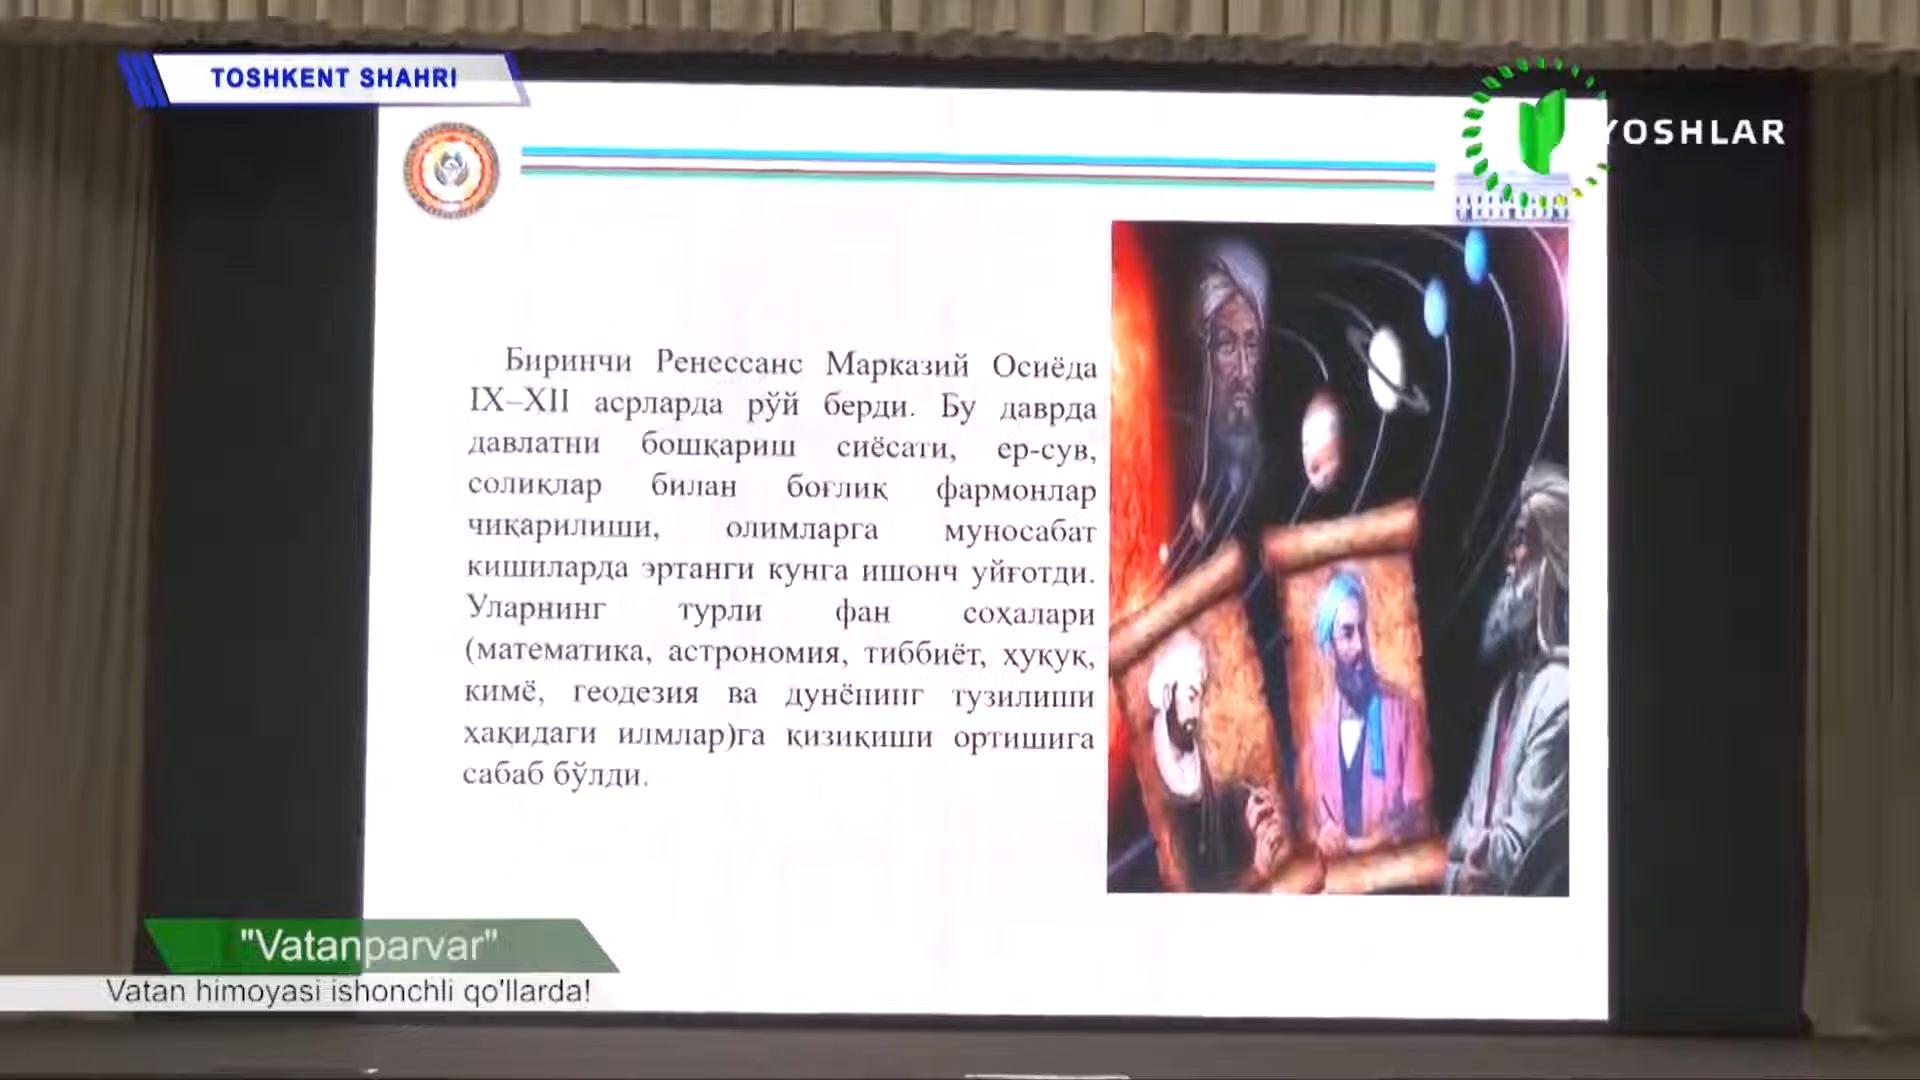 TOSHKENT SHAHRI
YOSHLAR
Биринчи Ренессанс Марказий Осиёда
IX–XII асрларда рўй берди. Бу даврда
давлатни бошқариш сиёсати, ер-сув,
солиқлар билан боғлиқ фармонлар
чиқарилиши, олимларга муносабат
кишиларда эртанги кунга ишонч уйғотди.
Уларнинг турли фан соҳалари
(математика, астрономия, тиббиёт, ҳуқуқ,
кимё, геодезия ва дунёнинг тузилиши
ҳақидаги илмлар)га қизиқиши ортишига
сабаб бўлди.
"Vatanparvar"
Vatan himoyasi ishonchli qo'llarda!